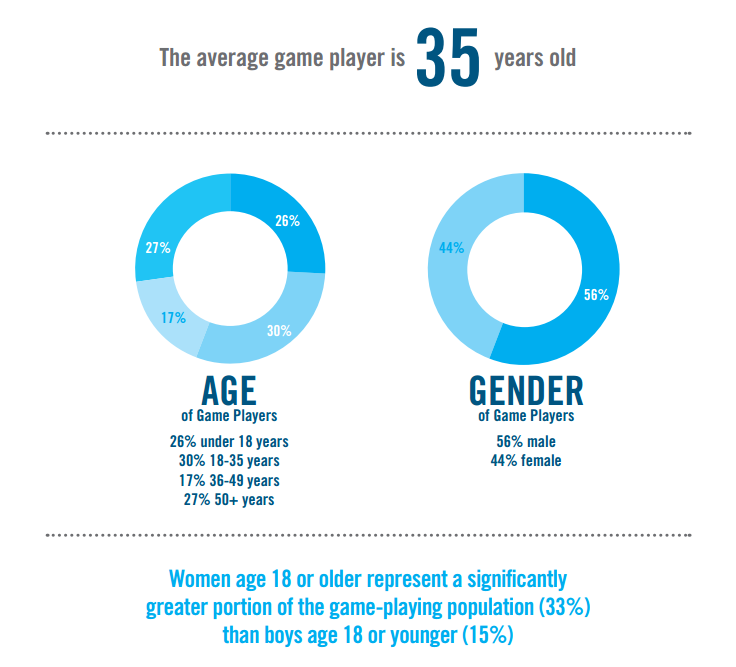 The average game player is 35 years old
26%
27%
17%
30%
44%
56%
AGE
of Game Players
26% under 18 years
30% 18-35 years
17% 36-49 years
27% 50+ years
GENDER
of Game Players
56% male
44% female
Women age 18 or older represent a significantly
greater portion of the game-playing population (33%)
than boys age 18 or younger (15%)